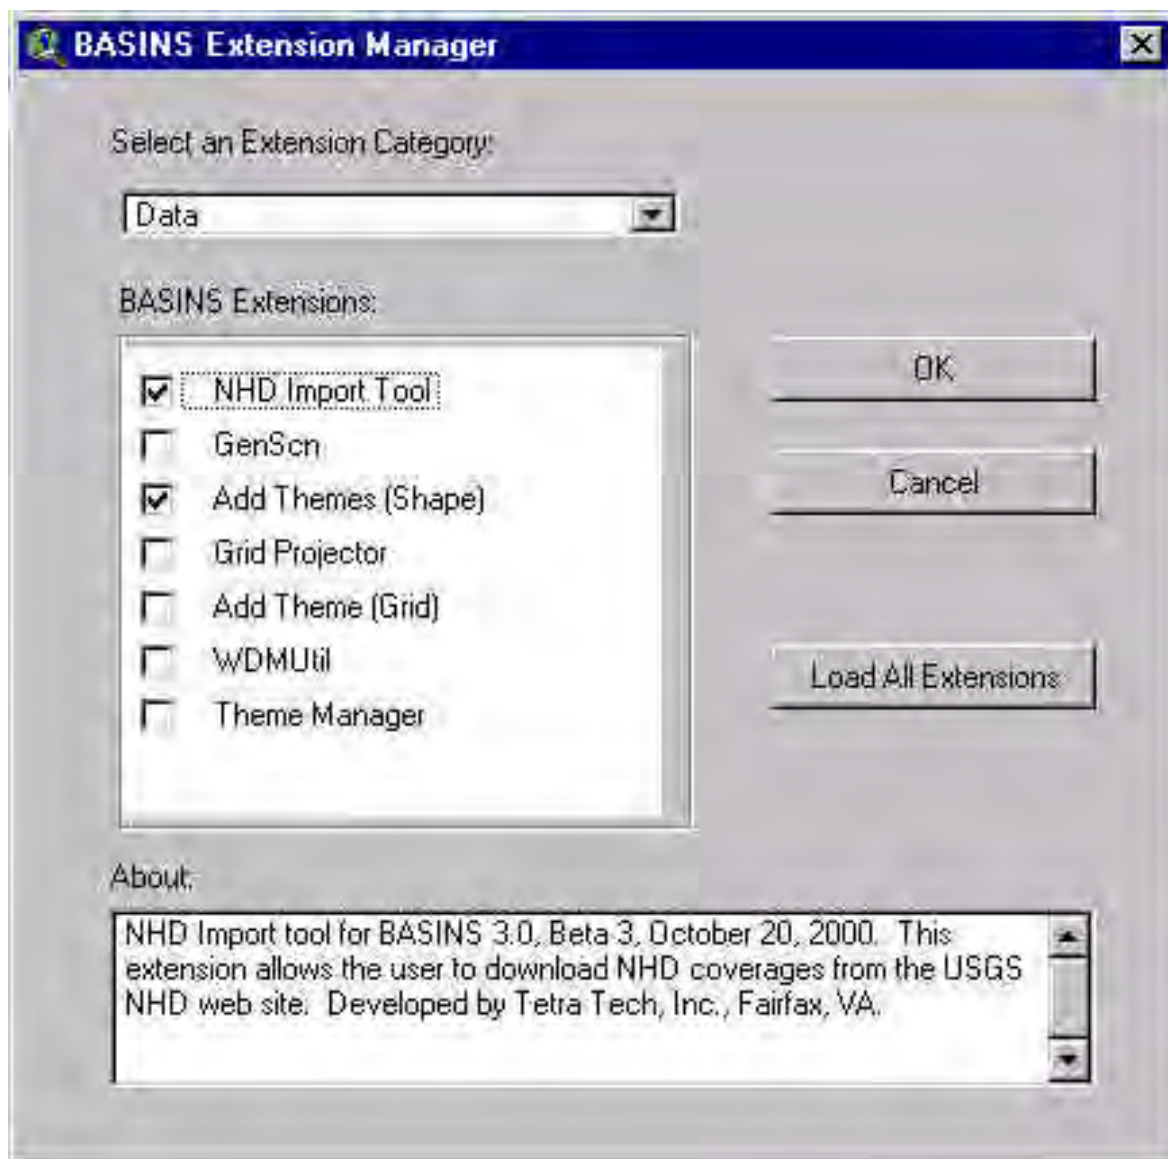 BASINS Extension Manager
Select an Extension Category:
Data
BASINS Extensions:
NHD Import Tool
GenScn
Add Themes (Shape)
Grid Projector
Add Theme (Grid)
WDMUtil
Theme Manager
OK
Cancel
Load All Extensions
About:
NHD Import tool for BASINS 3.0, Beta 3, October 20, 2000. This
extension allows the user to download NHD coverages from the USGS
NHD web site. Developed by Tetra Tech, Inc., Fairfax, VA.